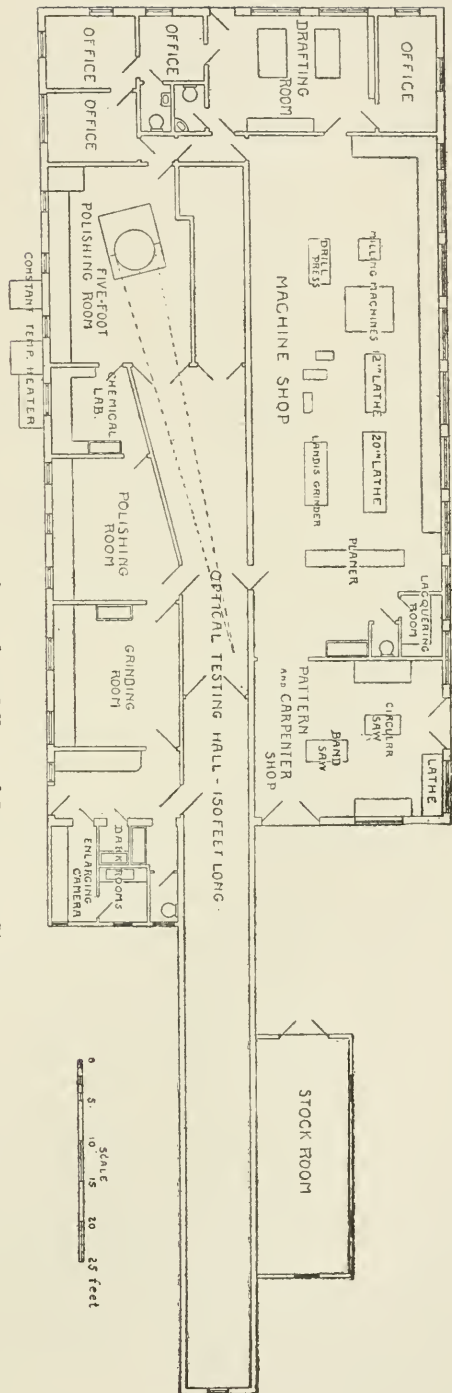 OFFICE
OFFICE
OFFICE
DRAFTING
ROOM
OFFICE
FIVE-FOOT
POLISHING ROOM
CONSTANT TEMP. HEATER
CHEMICAL
LAB.
POLISHING
ROOM
GRINDING
ROOM
DARK ROOMS
ENLARGING
CAMERA
OPTICAL TESTING HALL - 150 FEET LONG.
MACHINE SHOP
DRILL
PRESS
MILLING MACHINES
12 IN LATHE
20 IN LATHE
LANDIS GRINDER
PLANER
LACQUERING
ROOM
PATTERN
AND CARPENTER
SHOP
CIRCULAR
SAW
BAND
SAW
LATHE
STOCK ROOM
SCALE
0 5. 10 15 20 25 feet